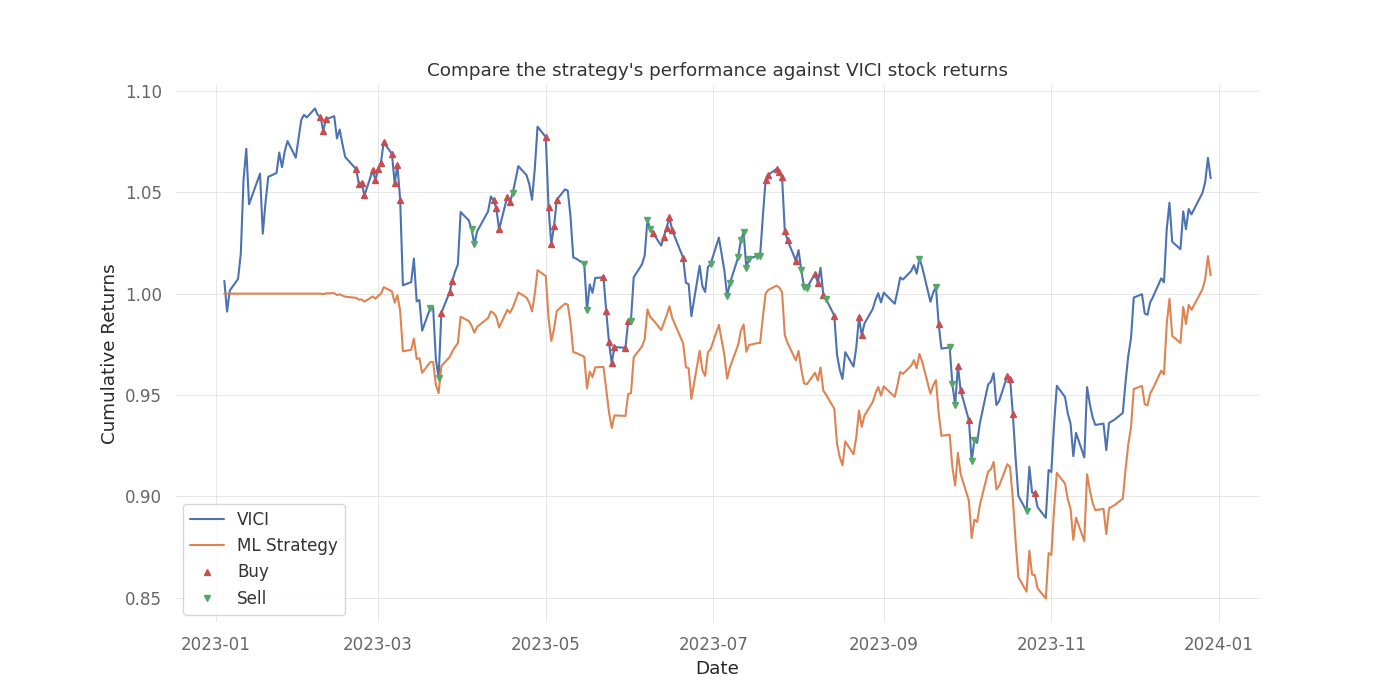 Compare the strategy's performance against VICI stock returns
1.10
1.05
1.00
0.95
0.90
0.85
Cumulative Returns
VICI
ML Strategy
Buy
Sell
2023-01
2023-03
2023-05
2023-07
2023-09
2023-11
2024-01
Date